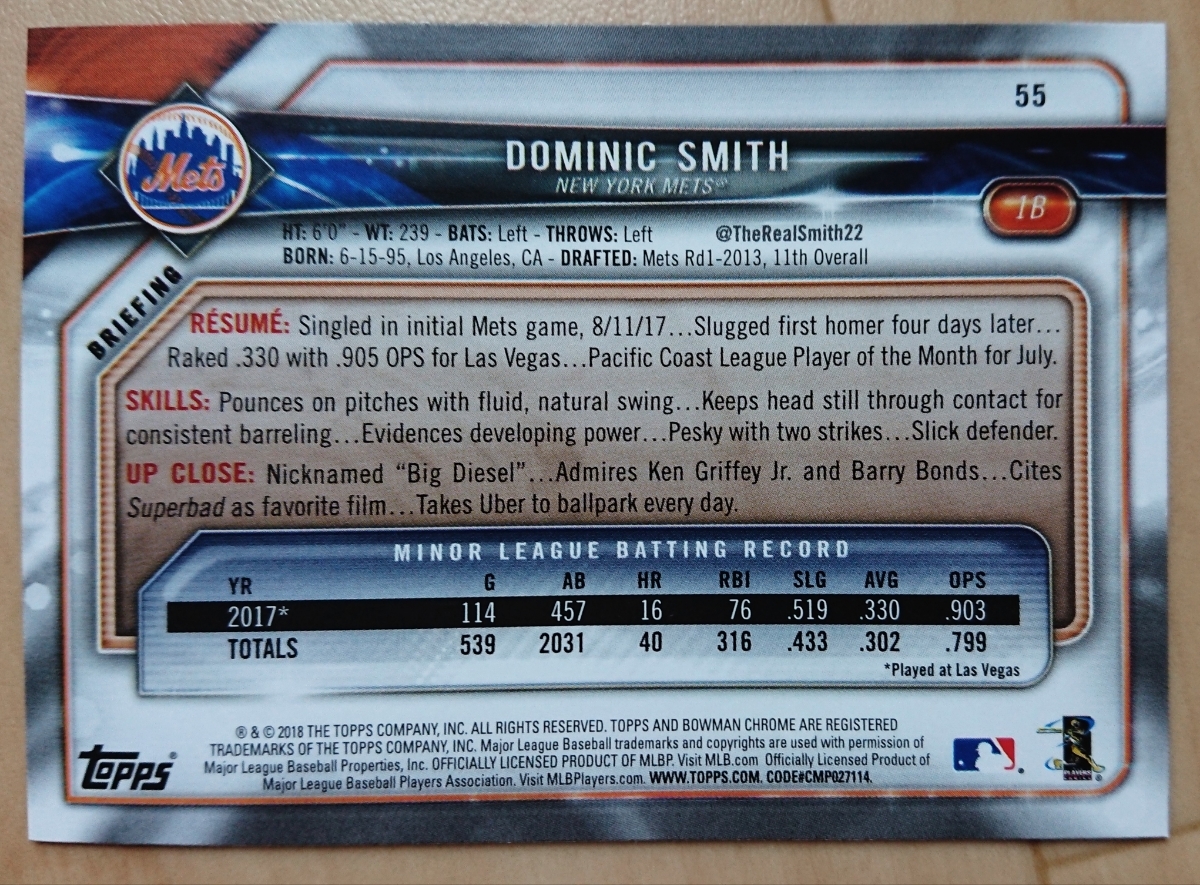 55
Mets
DOMINIC SMITH
NEW YORK METS®
1B
HT: 6'0" - WT: 239 - BATS: Left - THROWS: Left @TheRealSmith22
BORN: 6-15-95, Los Angeles, CA - DRAFTED: Mets Rd1-2013, 11th Overall
BRIEFING
RÉSUMÉ: Singled in initial Mets game, 8/11/17...Slugged first homer four days later...
Raked .330 with .905 OPS for Las Vegas...Pacific Coast League Player of the Month for July.
SKILLS: Pounces on pitches with fluid, natural swing...Keeps head still through contact for
consistent barreling...Evidences developing power...Pesky with two strikes...Slick defender.
UP CLOSE: Nicknamed “Big Diesel”...Admires Ken Griffey Jr. and Barry Bonds...Cites
Superbad as favorite film...Takes Uber to ballpark every day.
MINOR LEAGUE BATTING RECORD
YR G AB HR RBI SLG AVG OPS
2017* 114 457 16 76 .519 .330 .903
TOTALS 539 2031 40 316 .433 .302 .799
*Played at Las Vegas
® & © 2018 THE TOPPS COMPANY, INC. ALL RIGHTS RESERVED. TOPPS AND BOWMAN CHROME ARE REGISTERED
TRADEMARKS OF THE TOPPS COMPANY, INC. Major League Baseball trademarks and copyrights are used with permission of
Major League Baseball Properties, Inc. OFFICIALLY LICENSED PRODUCT OF MLBP. Visit MLB.com Officially Licensed Product of
Major League Baseball Players Association. Visit MLBPlayers.com. WWW.TOPPS.COM. CODE#CMP027114.
Topps®
PLAYERS